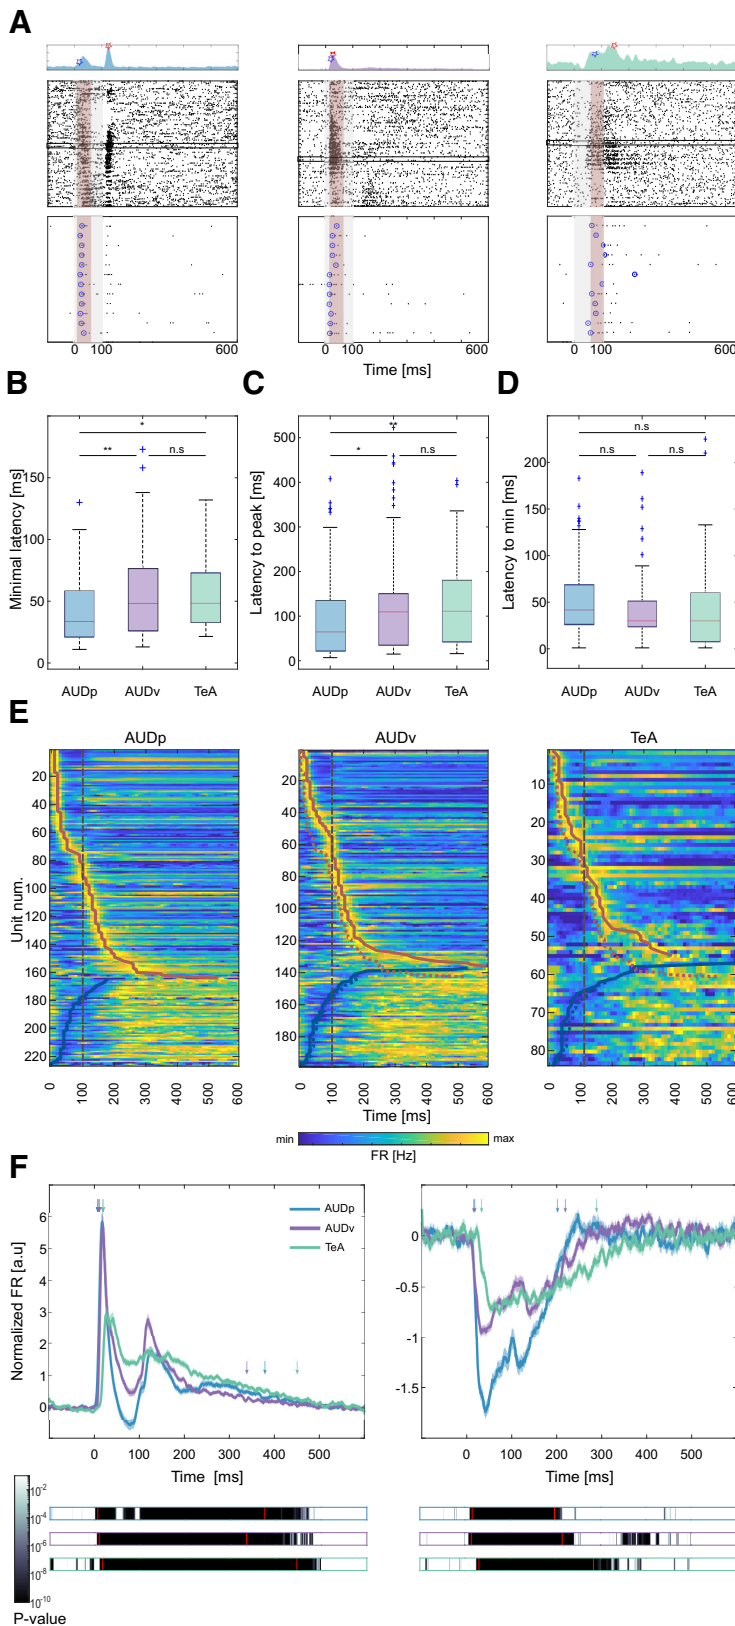 A
0 100 600
0 100 600
0 100 600
Time [ms]
B
C
D
Minimal latency [ms]
150
100
50
0
*
**
n.s
AUDp AUDv TeA
Latency to peak [ms]
500
400
300
200
100
0
**
*
n.s
AUDp AUDv TeA
Latency to min [ms]
200
150
100
50
0
n.s
n.s
n.s
AUDp AUDv TeA
E
AUDp
AUDv
TeA
Unit num.
20
40
60
80
100
120
140
160
180
200
220
0 100 200 300 400 500 600
20
40
60
80
100
120
140
160
180
0 100 200 300 400 500 600
10
20
30
40
50
60
70
80
0 100 200 300 400 500 600
Time [ms]
min
max
FR [Hz]
F
Normalized FR [a.u]
6
5
4
3
2
1
0
AUDp
AUDv
TeA
0 100 200 300 400 500
Time [ms]
0
-0.5
-1
-1.5
0 100 200 300 400 500
Time [ms]
10-2
10-4
10-6
10-8
10-10
P-value